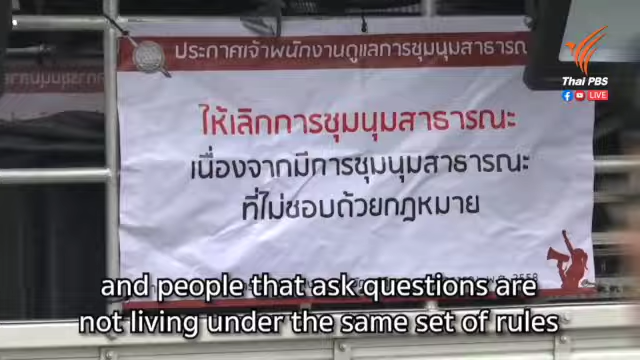 ประกาศเจ้าพนักงานดูแลการชุมนุมสาธารณ
Thai PBS
LIVE
ให้เลิกการชุมนุมสาธารณะ
เนื่องจากมีการชุมนุมสาธารณะ
ที่ไม่ชอบด้วยกฎหมาย
2558
and people that ask questions are
not living under the same set of rules